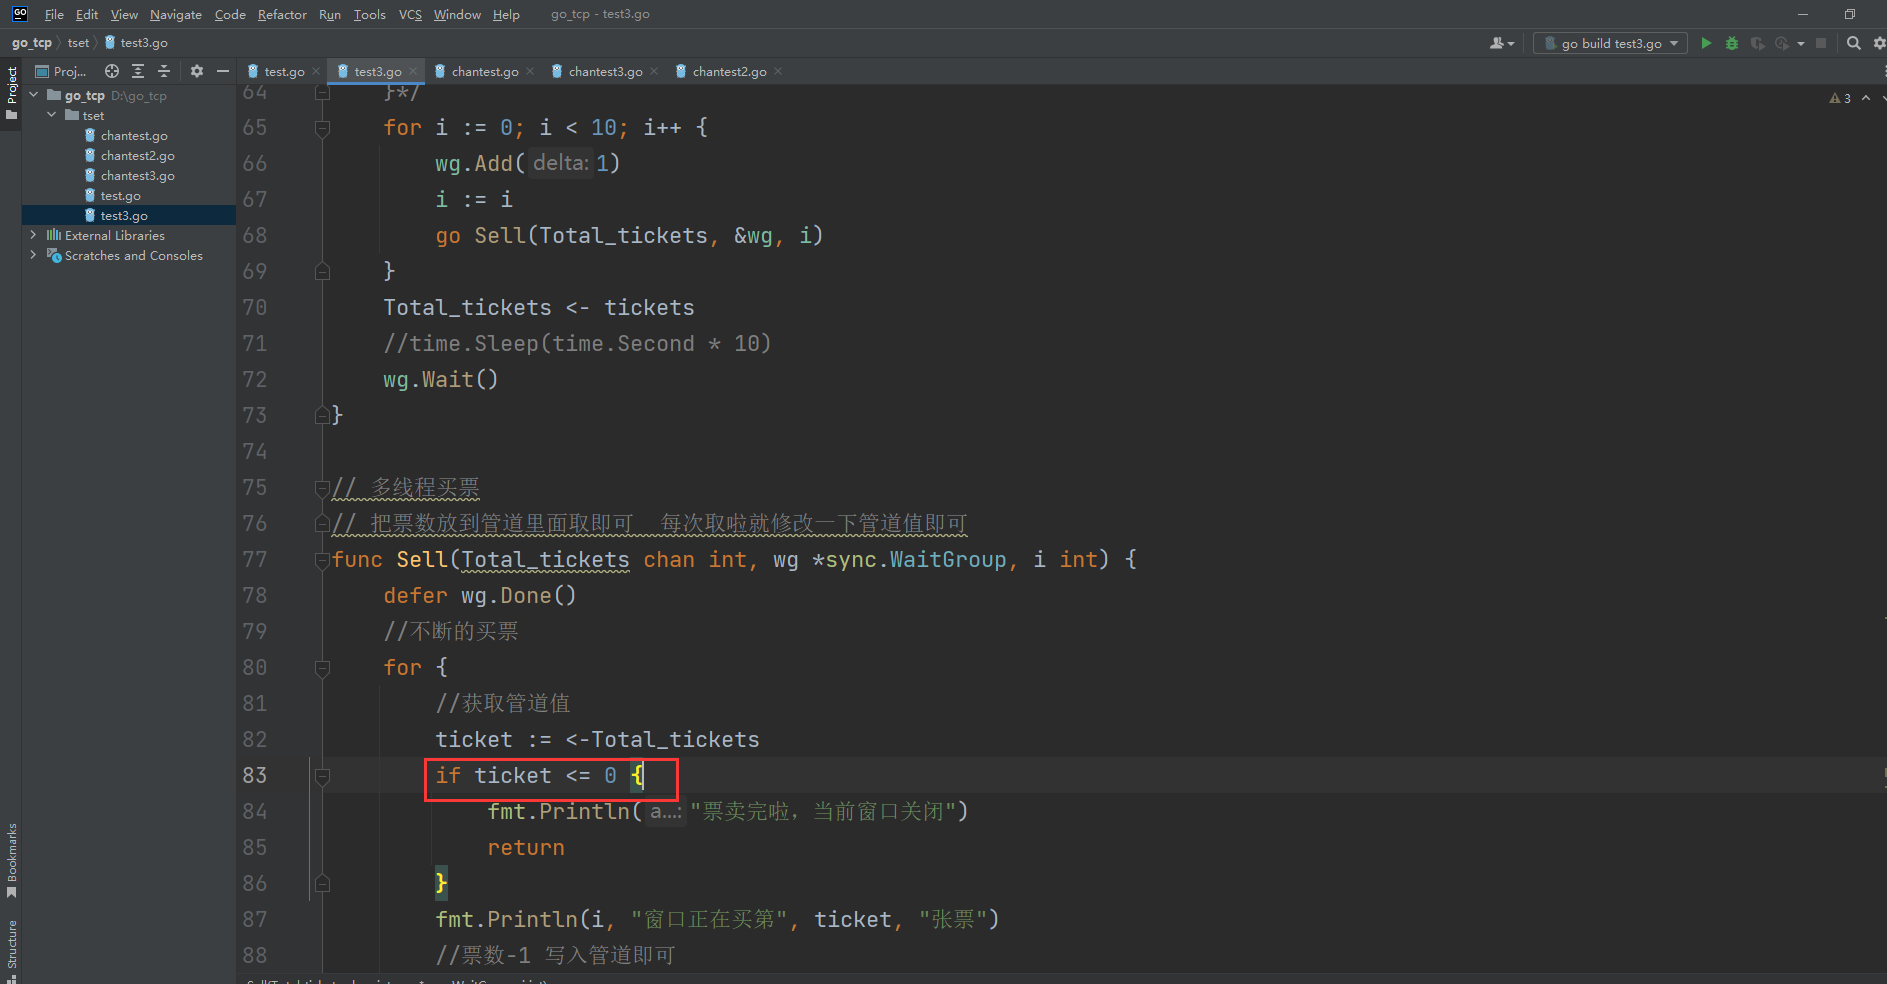 File Edit View Navigate Code Refactor Run Tools VCS Window Help go_tcp - test3.go
go_tcp tset test3.go go build test3.go
Project Proj... test.go test3.go chantest.go chantest3.go chantest2.go
go_tcp D:\go_tcp
tset
chantest.go
chantest2.go
chantest3.go
test.go
test3.go
External Libraries
Scratches and Consoles
Bookmarks
Structure
3
64 }*/
65 for i := 0; i < 10; i++ {
66 wg.Add( delta: 1)
67 i := i
68 go Sell(Total_tickets, &wg, i)
69 }
70 Total_tickets <- tickets
71 //time.Sleep(time.Second * 10)
72 wg.Wait()
73 }
74
75 // 多线程买票
76 // 把票数放到管道里面取即可 每次取啦就修改一下管道值即可
77 func Sell(Total_tickets chan int, wg *sync.WaitGroup, i int) {
78 defer wg.Done()
79 //不断的买票
80 for {
81 //获取管道值
82 ticket := <-Total_tickets
83 if ticket <= 0 {
84 fmt.Println( a...: "票卖完啦，当前窗口关闭")
85 return
86 }
87 fmt.Println(i, "窗口正在买第", ticket, "张票")
88 //票数-1 写入管道即可